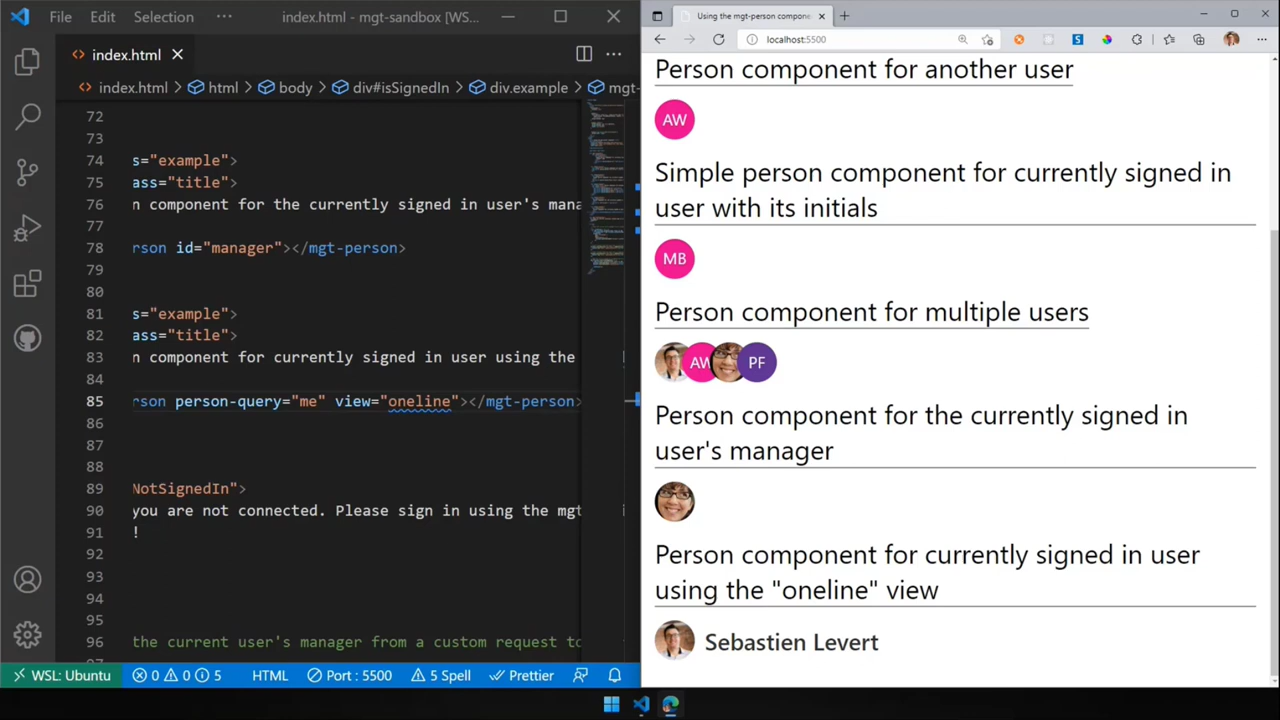 File Edit Selection ··· index.html - mgt-sandbox [WS...
index.html
index.html > html > body > div#isSignedIn > div.example > mgt-
72
73
74 s="example">
75 ass="title">
76 n component for the currently signed in user's mana
77
78 rson id="manager"></mgt-person>
79
80
81 s="example">
82 ass="title">
83 n component for currently signed in user using the
84
85 rson person-query="me" view="oneline"></mgt-person>
86
87
88
89 NotSignedIn">
90 you are not connected. Please sign in using the mgt
91 !
92
93
94
95
96 the current user's manager from a custom request to
97
WSL: Ubuntu 0 0 5 HTML Port : 5500 5 Spell Prettier
Using the mgt-person compone
localhost:5500
Person component for another user
AW
Simple person component for currently signed in
user with its initials
MB
Person component for multiple users
AW PF
Person component for the currently signed in
user's manager
Person component for currently signed in user
using the "oneline" view
Sebastien Levert